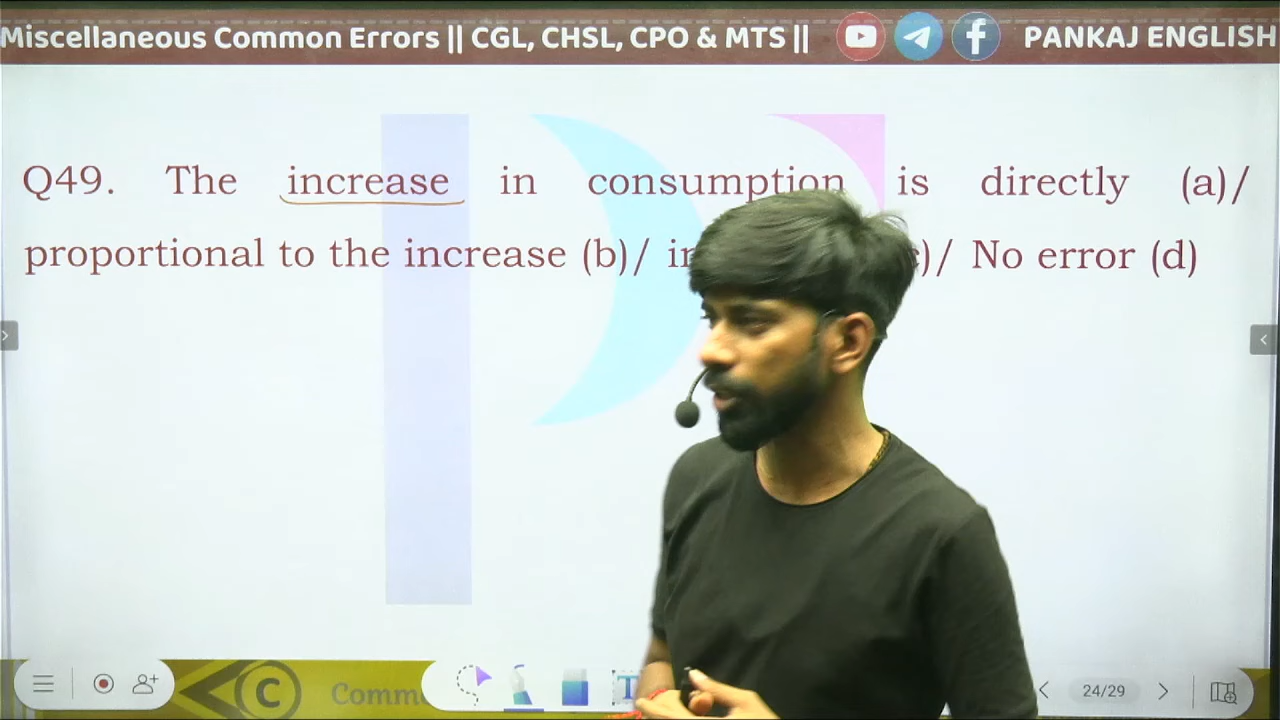 Miscellaneous Common Errors || CGL, CHSL, CPO & MTS || PANKAJ ENGLISH
Q49. The increase in consumption is directly (a)/
proportional to the increase (b)/ )/ No error (d)
C
T
24/29